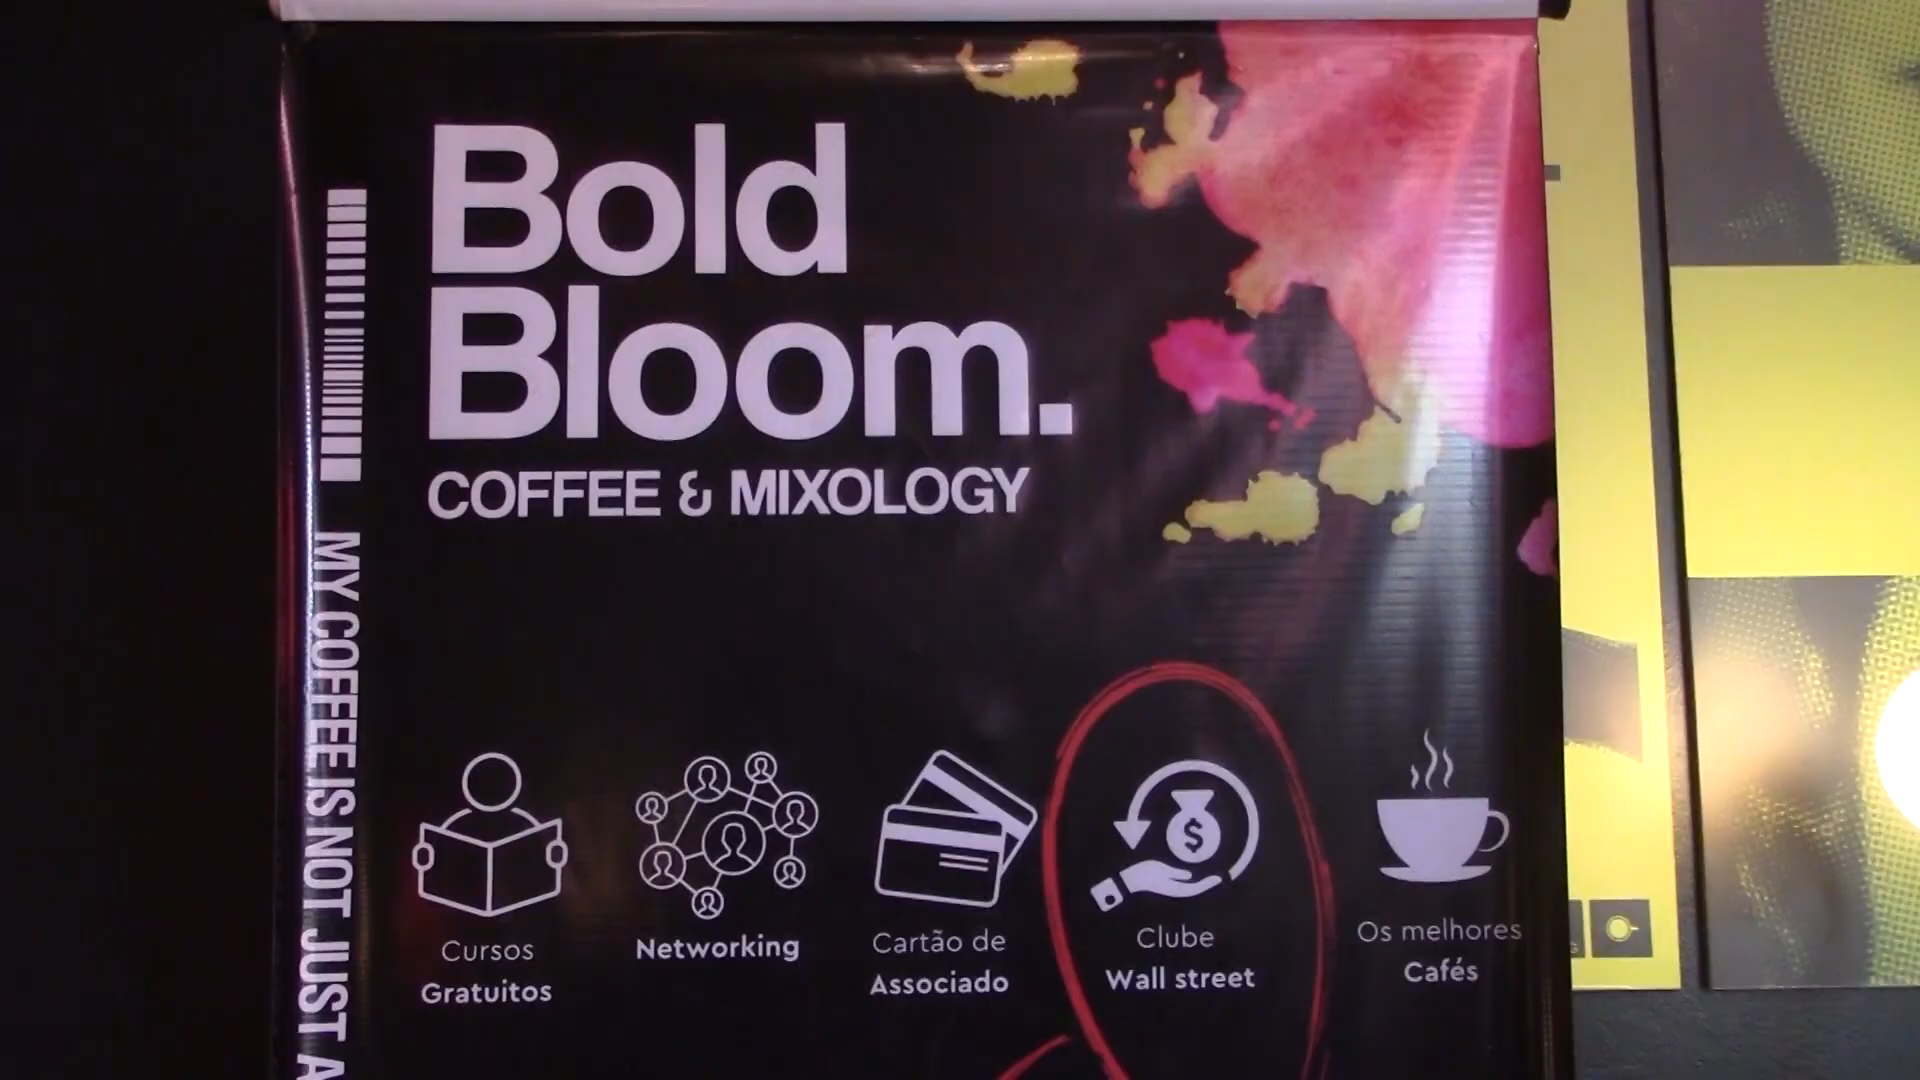 Bold
Bloom.
COFFEE & MIXOLOGY
MY COFFEE IS NOT JUST A
Cursos
Gratuitos
Networking
Cartão de
Associado
Clube
Wall street
Os melhores
Cafés